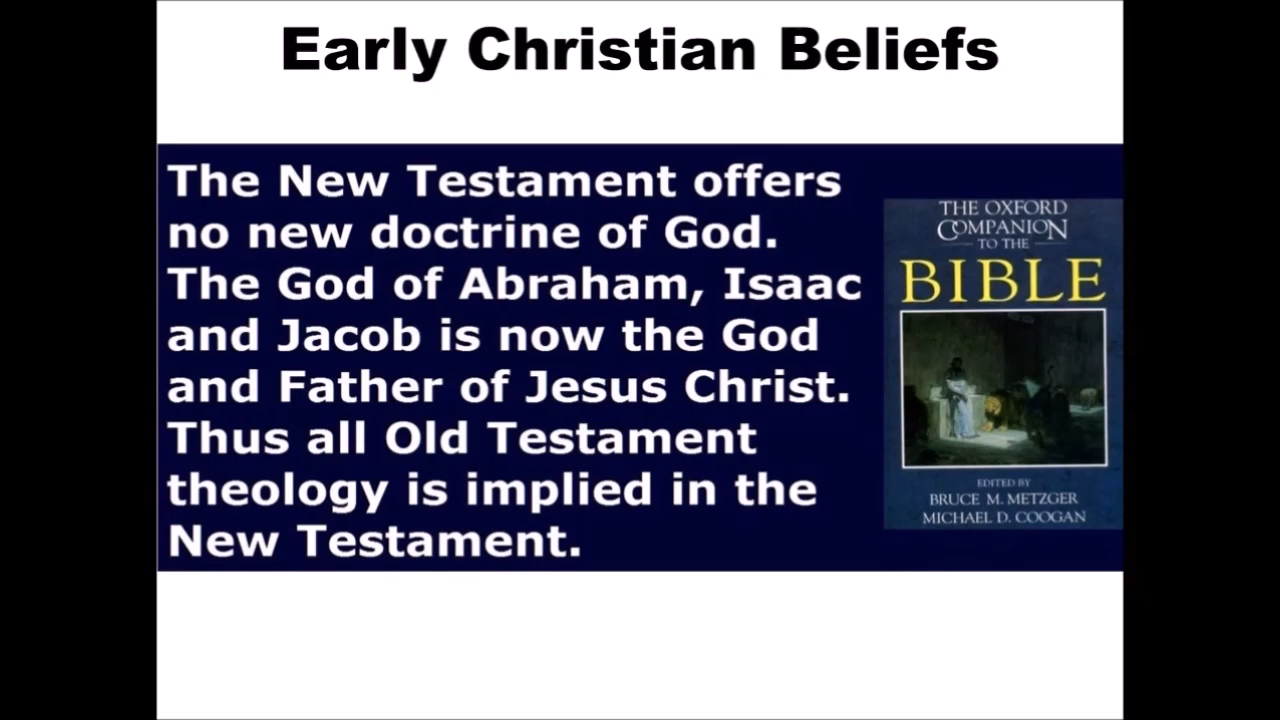 Early Christian Beliefs
The New Testament offers
no new doctrine of God.
The God of Abraham, Isaac
and Jacob is now the God
and Father of Jesus Christ.
Thus all Old Testament
theology is implied in the
New Testament.
THE OXFORD
COMPANION
TO THE
BIBLE
EDITED BY
BRUCE M. METZGER
MICHAEL D. COOGAN